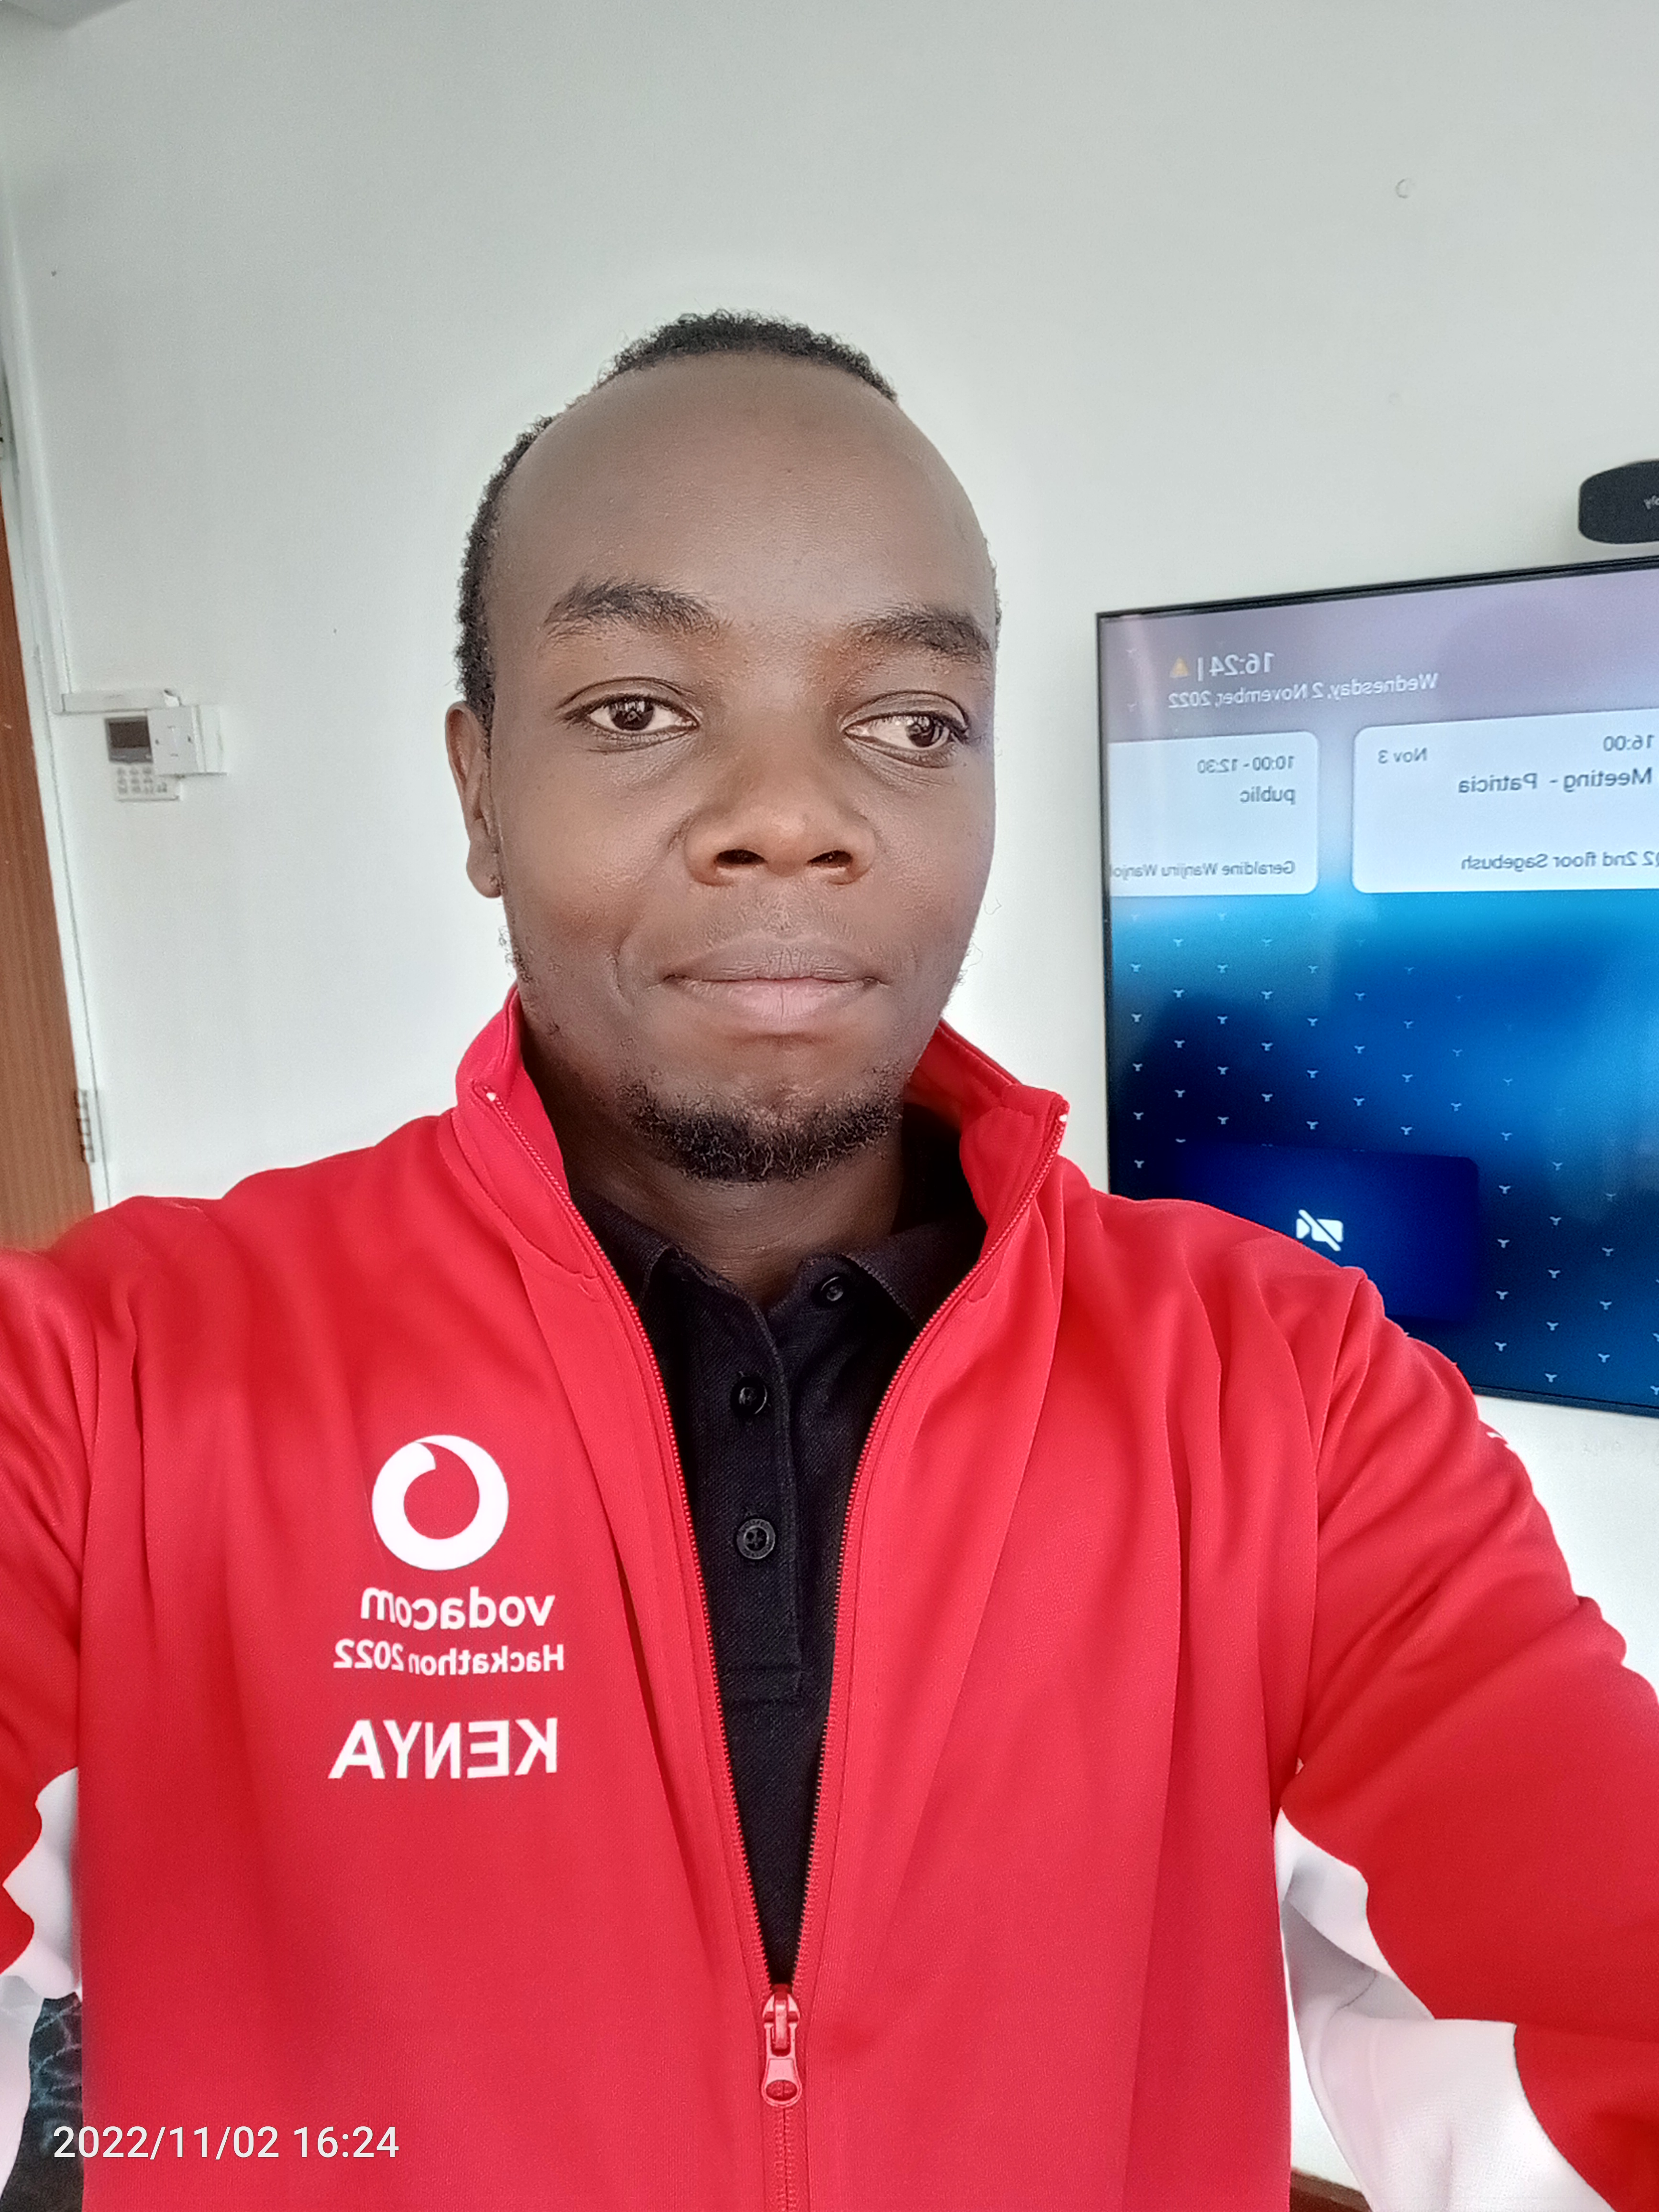 16:24 |
Wednesday, 2 November, 2022
16:00
Nov 3
Meeting - Patricia
2nd floor Sagebush
10:00 - 12:30
public
Geraldine Wanjiru
vodacom
Hackathon 2022
KENYA
2022/11/02 16:24